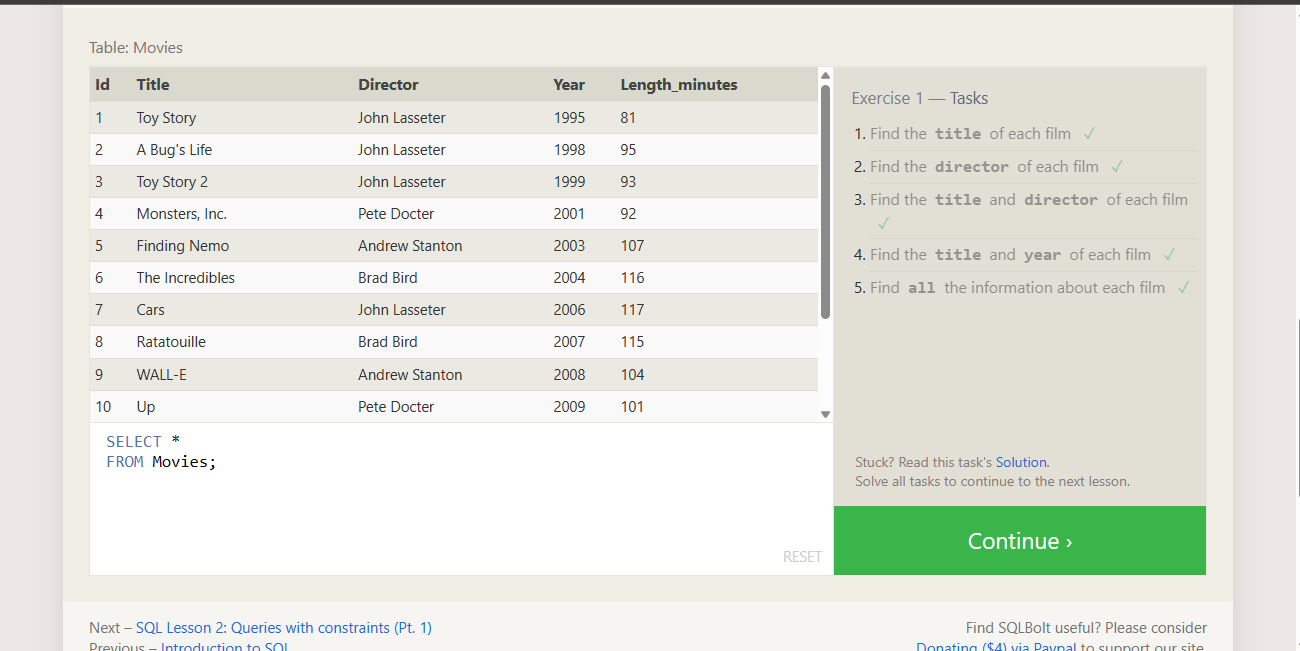 Table: Movies
Id Title Director Year Length_minutes
1 Toy Story John Lasseter 1995 81
2 A Bug's Life John Lasseter 1998 95
3 Toy Story 2 John Lasseter 1999 93
4 Monsters, Inc. Pete Docter 2001 92
5 Finding Nemo Andrew Stanton 2003 107
6 The Incredibles Brad Bird 2004 116
7 Cars John Lasseter 2006 117
8 Ratatouille Brad Bird 2007 115
9 WALL-E Andrew Stanton 2008 104
10 Up Pete Docter 2009 101
SELECT *
FROM Movies;
RESET
Exercise 1 — Tasks
1. Find the title of each film ✓
2. Find the director of each film ✓
3. Find the title and director of each film
✓
4. Find the title and year of each film ✓
5. Find all the information about each film ✓
Stuck? Read this task's Solution.
Solve all tasks to continue to the next lesson.
Continue ›
Next – SQL Lesson 2: Queries with constraints (Pt. 1)
Previous – Introduction to SQL
Find SQLBolt useful? Please consider
Donating ($4) via Paypal to support our site.